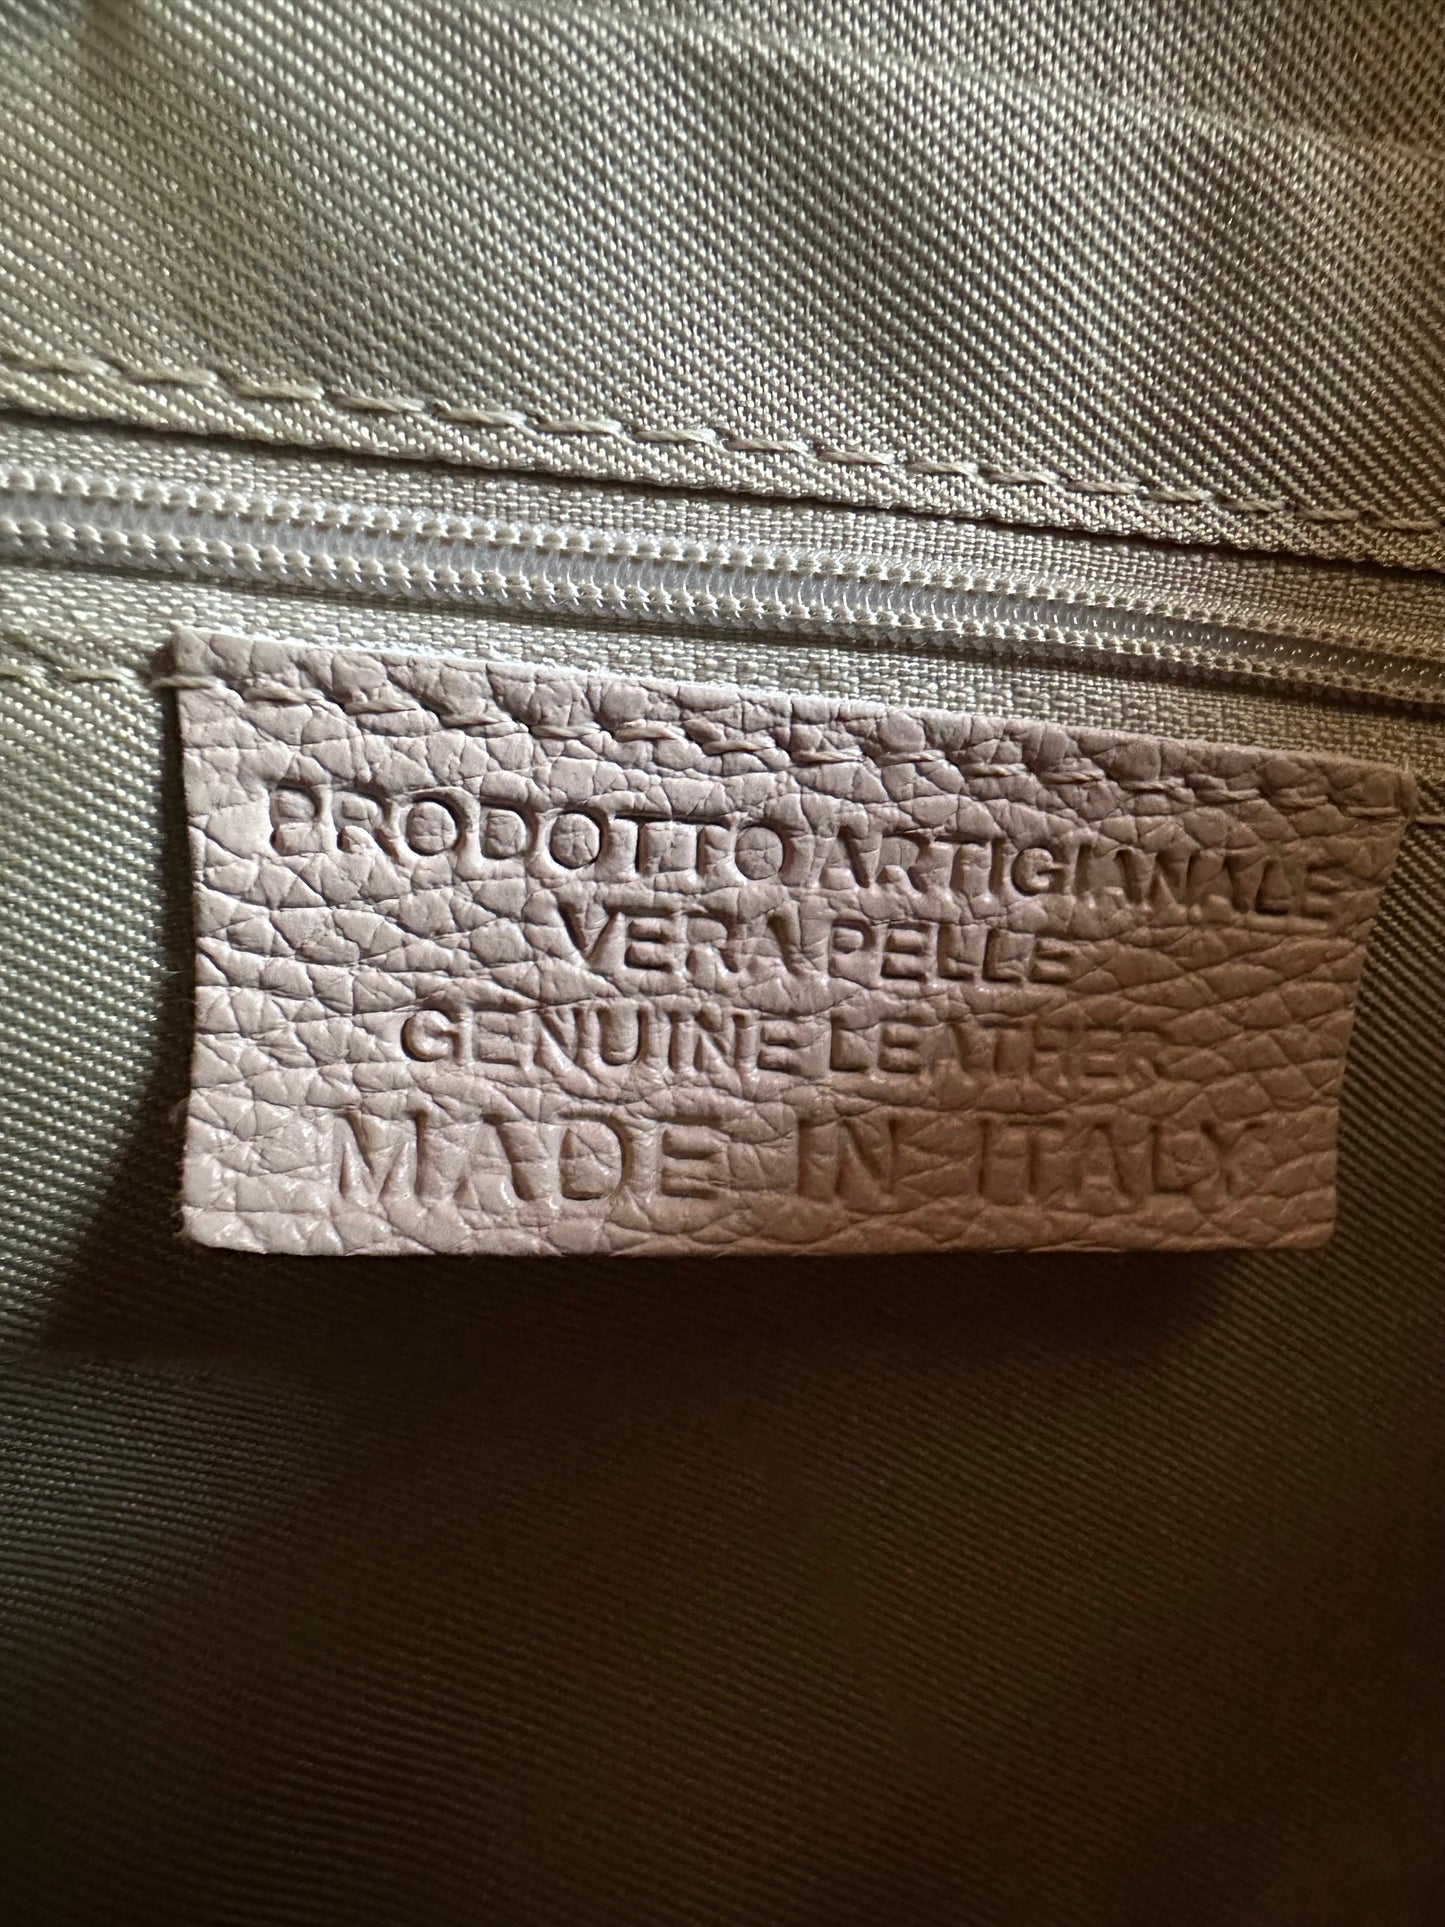 PRODOTTO ARTIGIANALE
VERA PELLE
GENUINE LEATHER
MADE IN ITALY